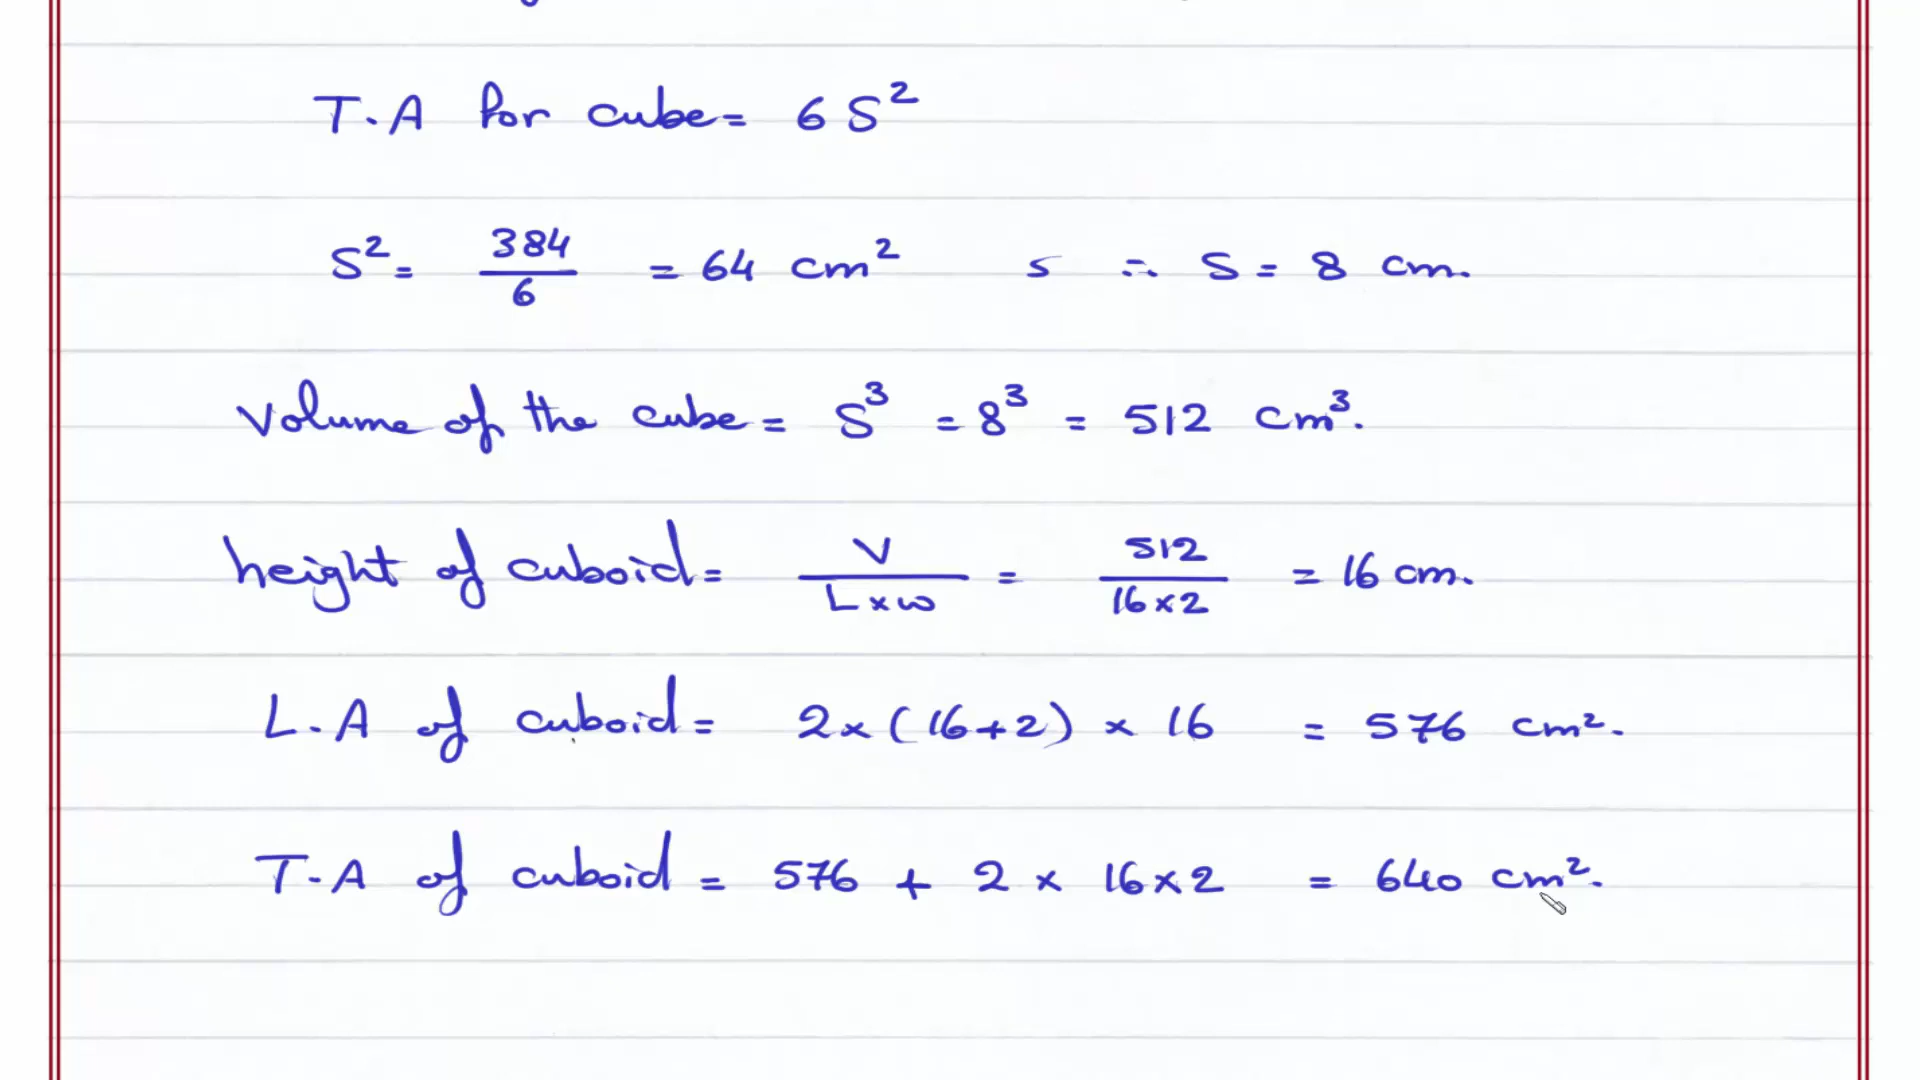 T.A for cube = 6 S²
S² = 384/6 = 64 cm² , ∴ S = 8 cm.
Volume of the cube = S³ = 8³ = 512 cm³.
height of cuboid = V/L×w = 512/16×2 = 16 cm.
L.A of cuboid = 2×(16+2) × 16 = 576 cm².
T.A of cuboid = 576 + 2 × 16×2 = 640 cm².